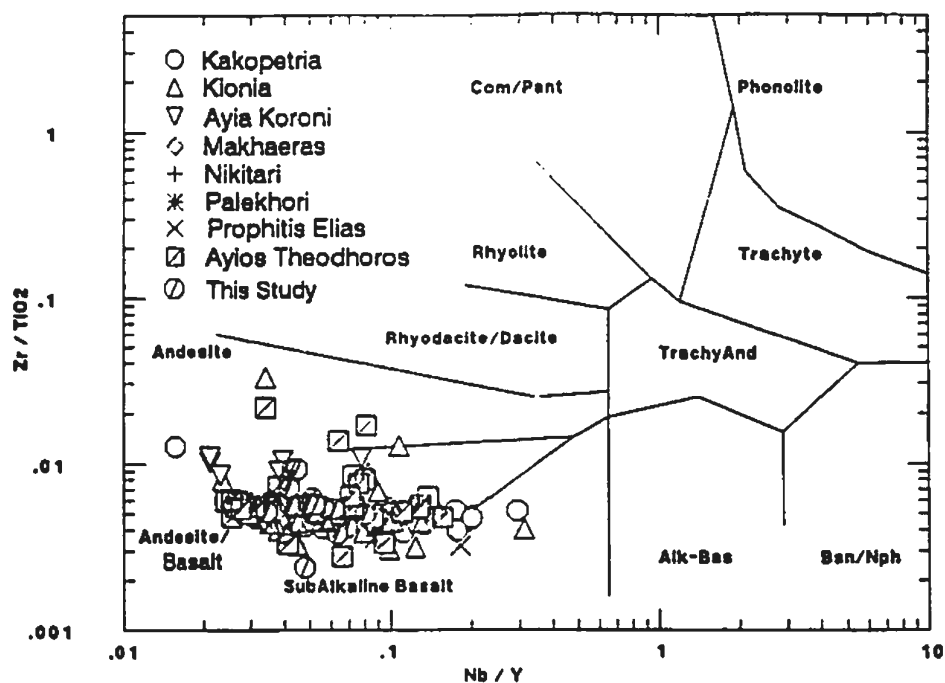 Kakopetria
Kionia
Ayia Koroni
Makhaeras
Nikitari
Palekhori
Prophitis Elias
Ayios Theodhoros
This Study
Com/Pant
Phonolite
Rhyolite
Trachyte
Rhyodacite/Dacite
Andesite
TrachyAnd
Andesite/
Basalt
SubAlkaline Basalt
Alk-Bas
Bsn/Nph
1
.1
.01
.001
Zr / TiO2
.01
.1
1
10
Nb / Y